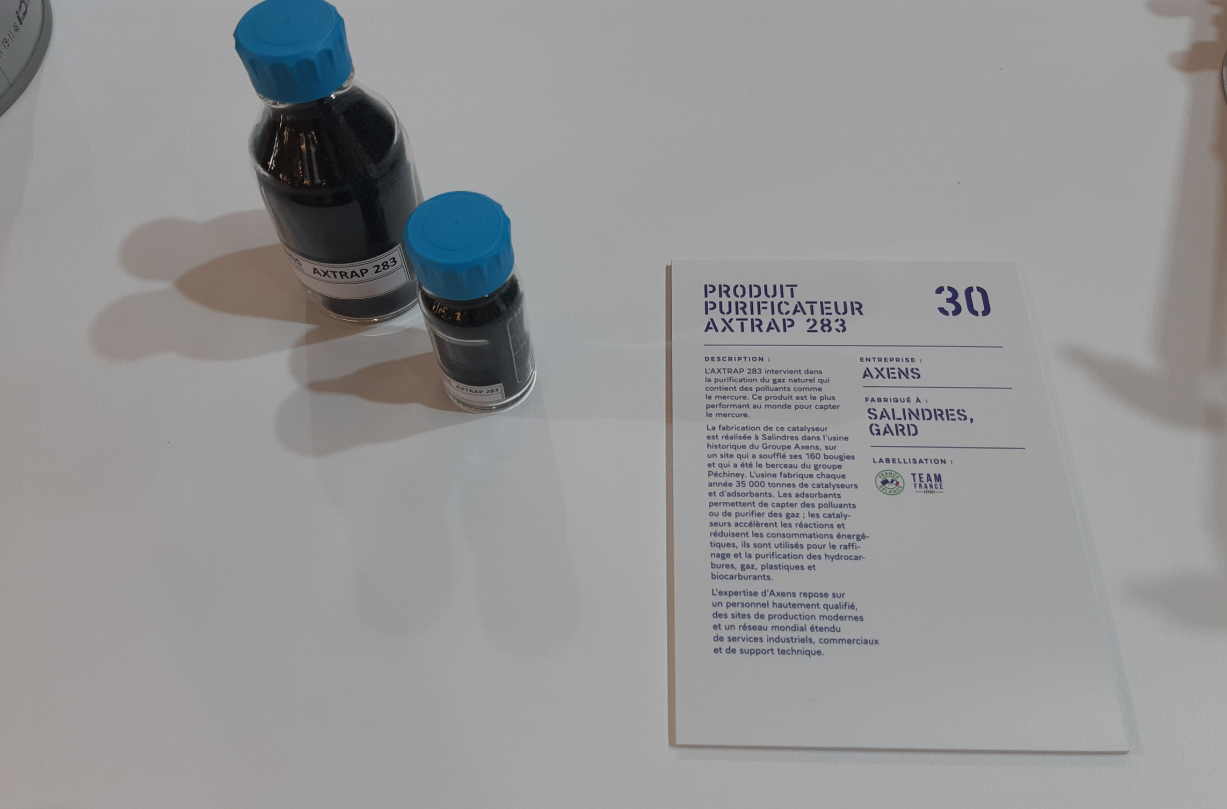 AXTRAP 283
AXTRAP 283
PRODUIT
PURIFICATEUR
AXTRAP 283
30
DESCRIPTION :
L'AXTRAP 283 intervient dans
la purification du gaz naturel qui
contient des polluants comme
le mercure. Ce produit est le plus
performant au monde pour capter
le mercure.
La fabrication de ce catalyseur
est réalisée à Salindres dans l'usine
historique du Groupe Axens, sur
un site qui a soufflé ses 160 bougies
et qui a été le berceau du groupe
Péchiney. L'usine fabrique chaque
année 35 000 tonnes de catalyseurs
et d'adsorbants. Les adsorbants
permettent de capter des polluants
ou de purifier des gaz ; les cataly-
seurs accélèrent les réactions et
réduisent les consommations énergé-
tiques, ils sont utilisés pour le raffi-
nage et la purification des hydrocar-
bures, gaz, plastiques et
biocarburants.
L'expertise d'Axens repose sur
un personnel hautement qualifié,
des sites de production modernes
et un réseau mondial étendu
de services industriels, commerciaux
et de support technique.
ENTREPRISE :
AXENS
FABRIQUÉ À :
SALINDRES,
GARD
LABELLISATION :
TEAM
FRANCE